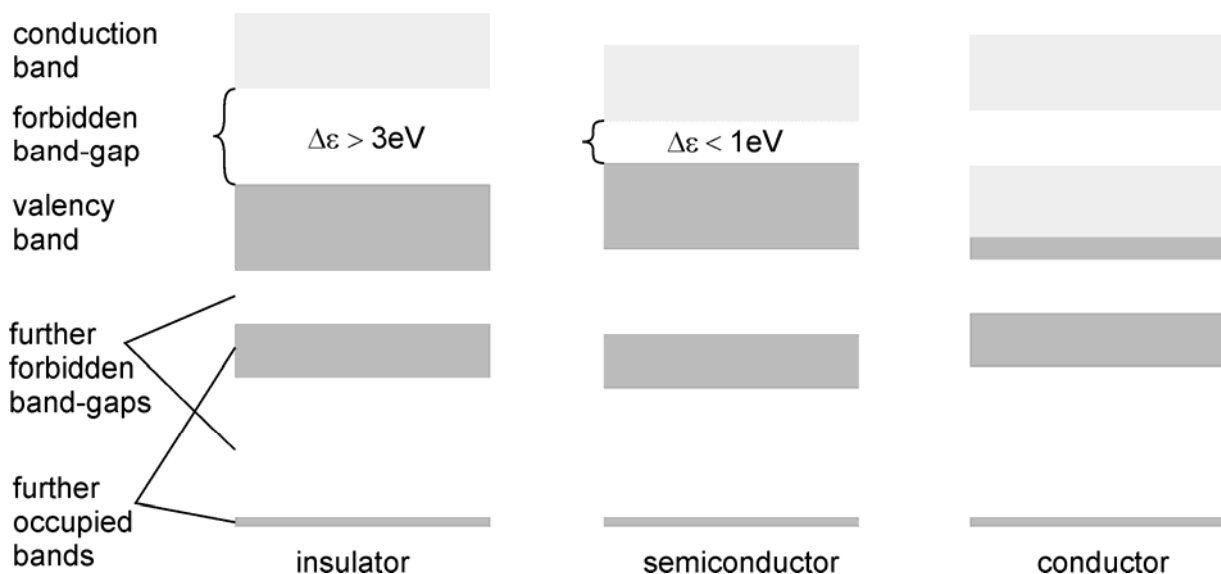 conduction
band
forbidden
band-gap
Δε > 3eV
Δε < 1eV
valency
band
further
forbidden
band-gaps
further
occupied
bands
insulator
semiconductor
conductor